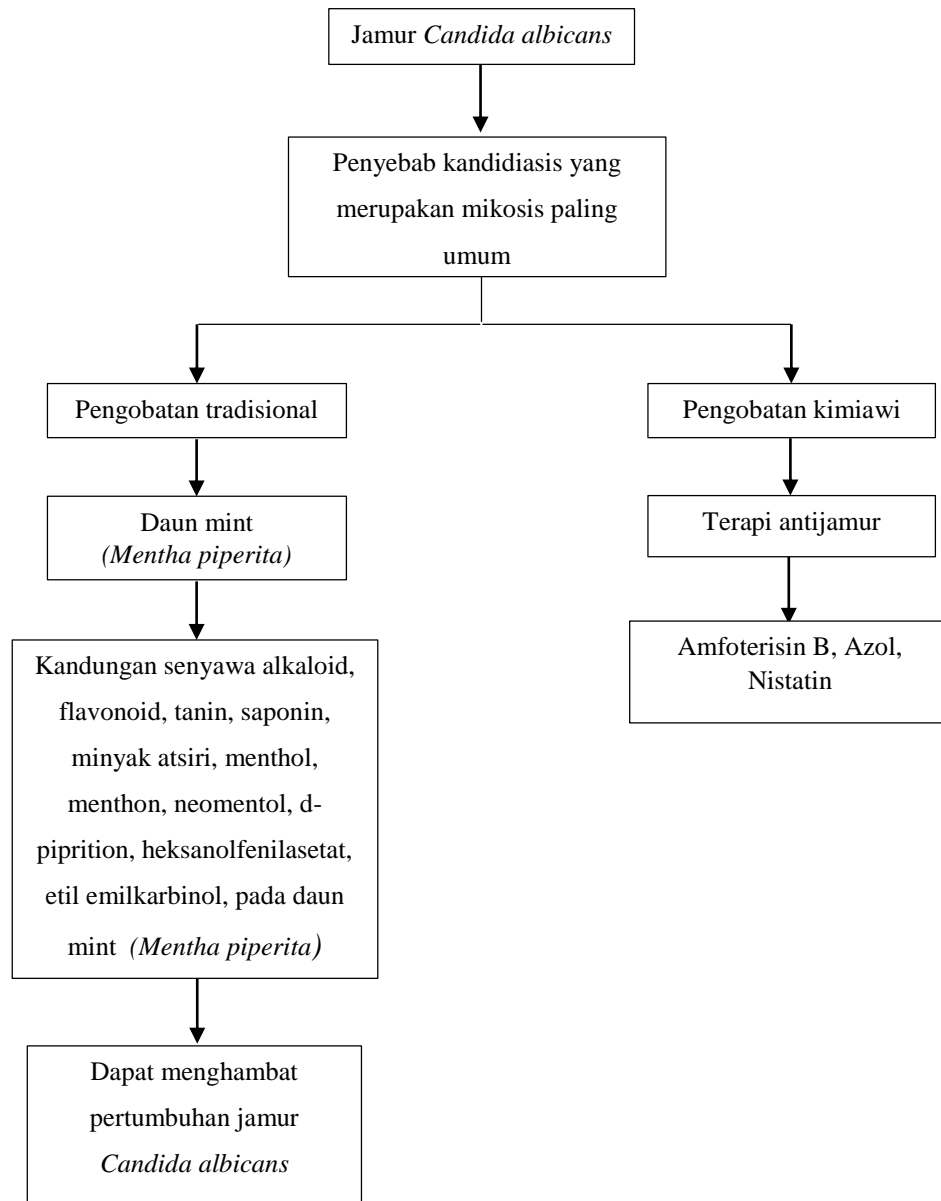 Jamur Candida albicans
Penyebab kandidiasis yang
merupakan mikosis paling
umum
Pengobatan tradisional
Pengobatan kimiawi
Daun mint
(Mentha piperita)
Terapi antijamur
Kandungan senyawa alkaloid,
flavonoid, tanin, saponin,
minyak atsiri, menthol,
menthon, neomentol, d-
piprition, heksanolfenilasetat,
etil emilkarbinol, pada daun
mint (Mentha piperita)
Amfoterisin B, Azol,
Nistatin
Dapat menghambat
pertumbuhan jamur
Candida albicans